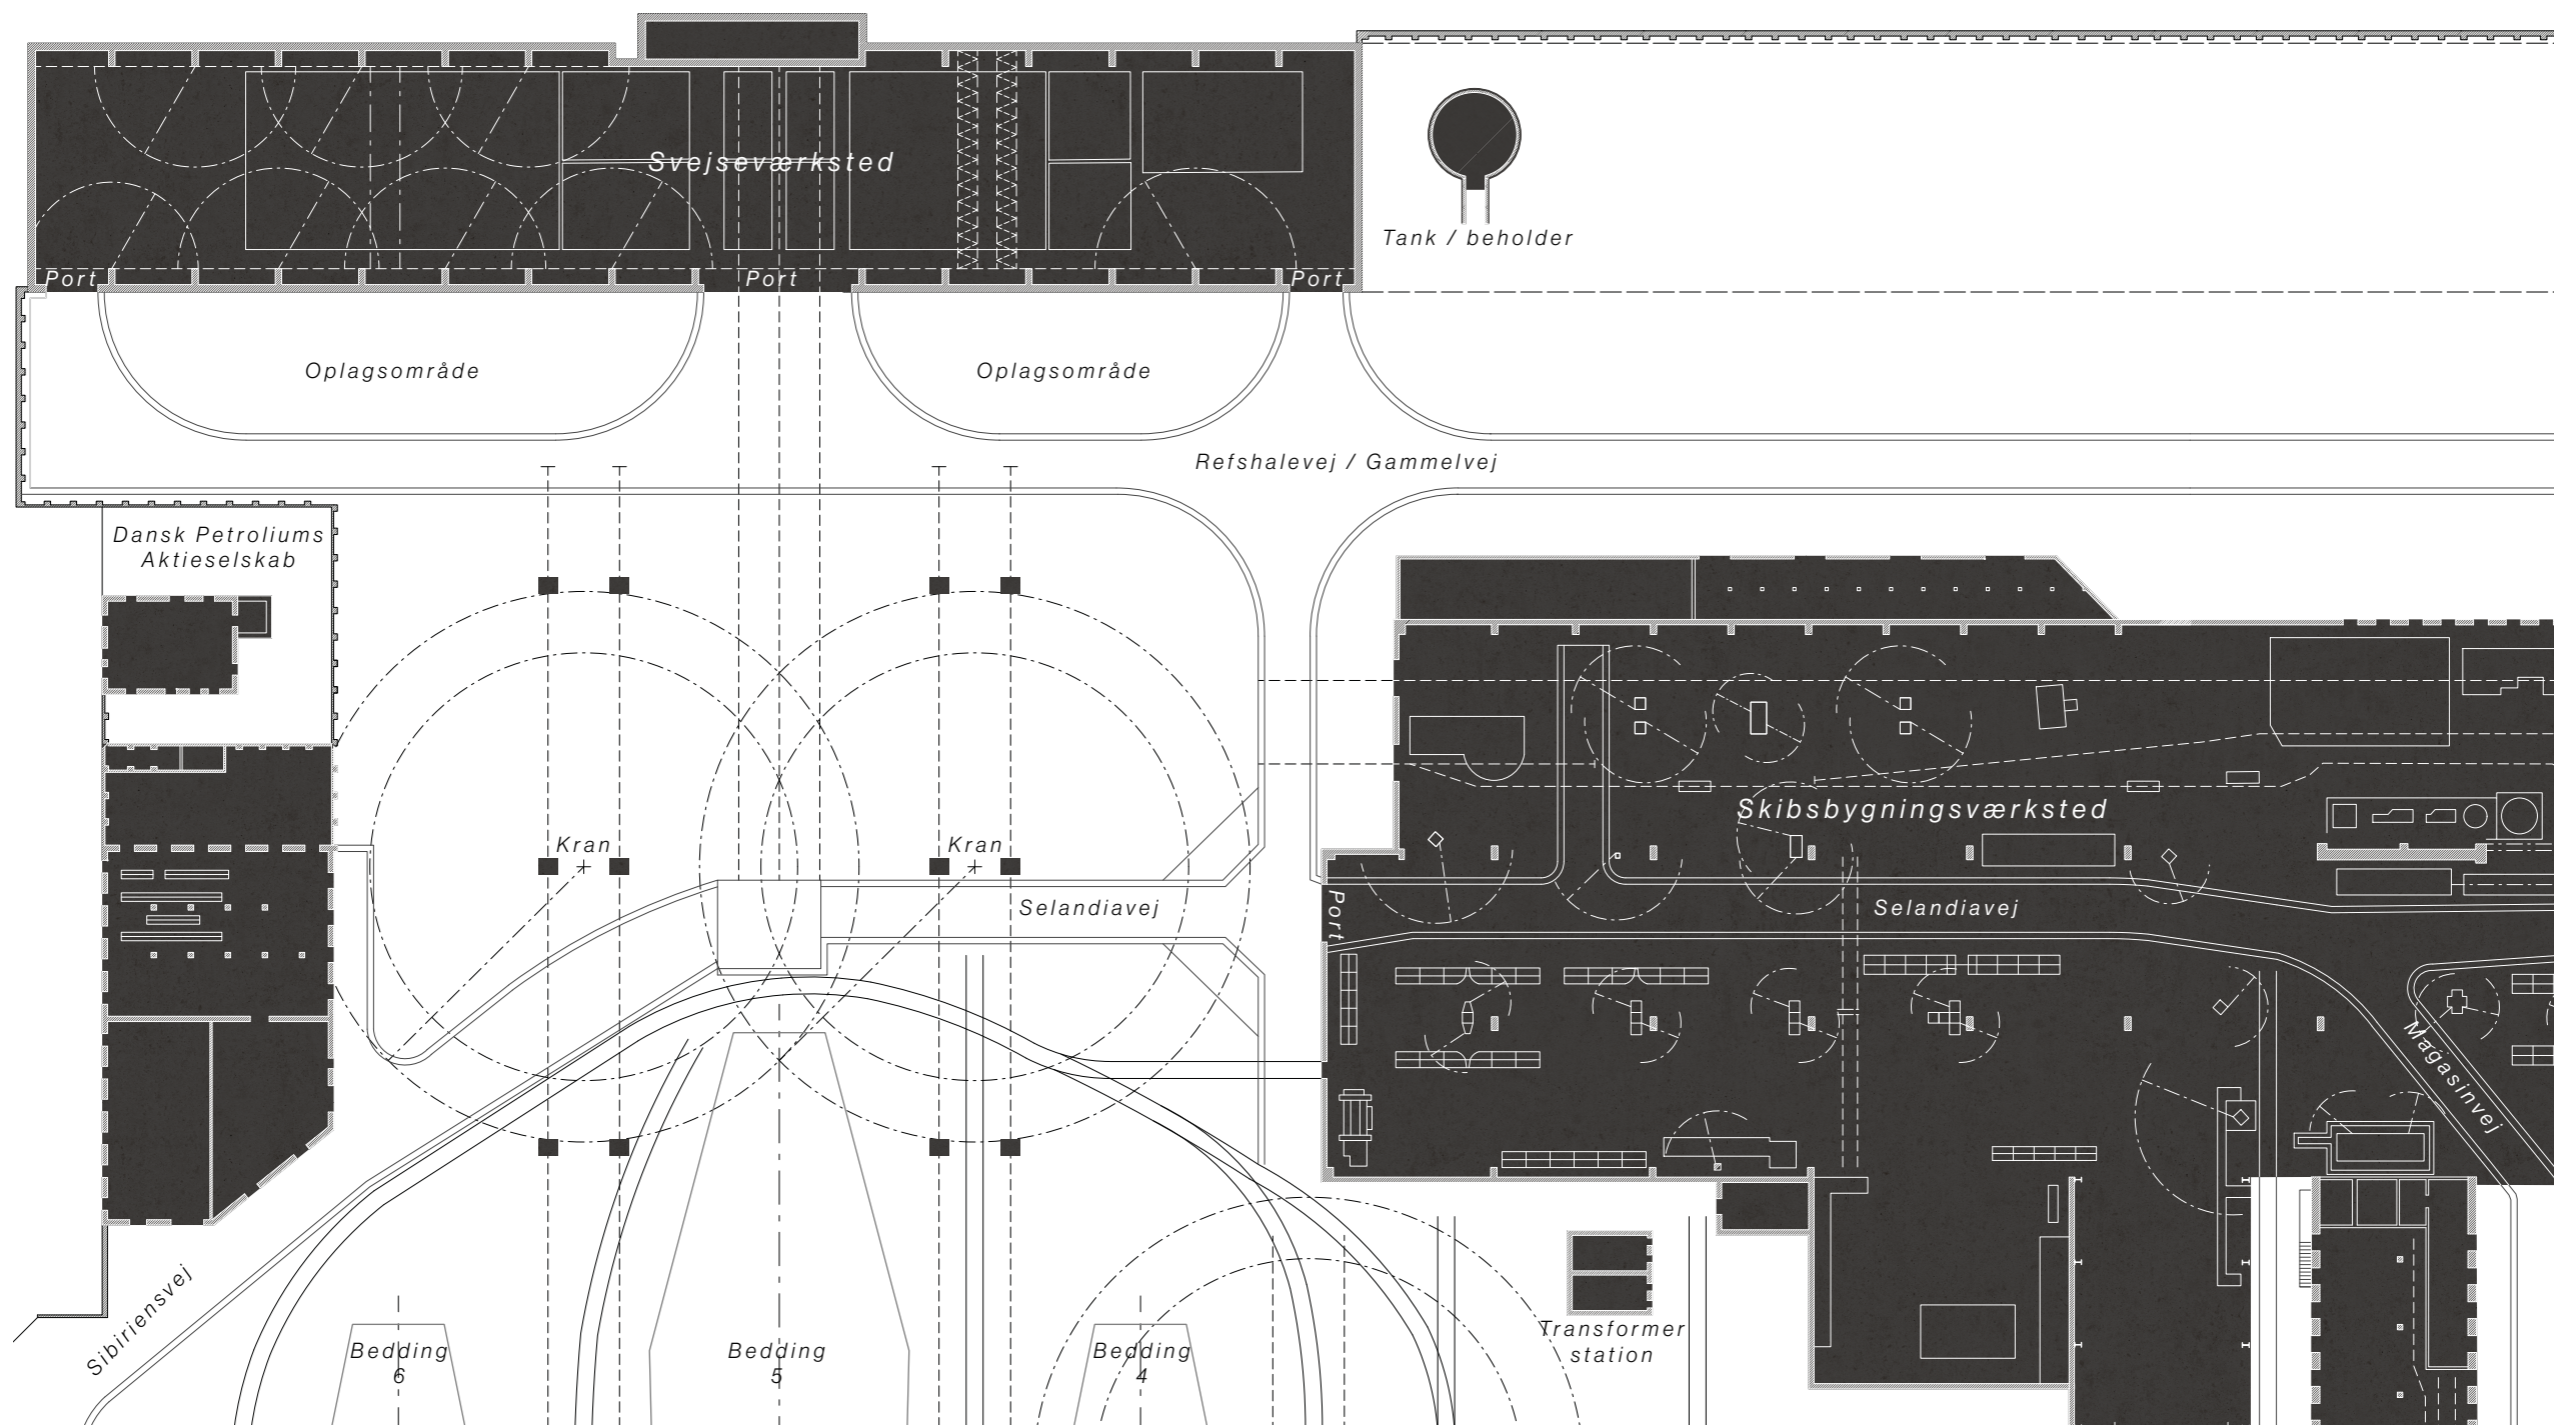 Svejseværksted
Tank / beholder
Port
Port
Port
Oplagsområde
Oplagsområde
Refshalevej / Gammelvej
Dansk Petroliums
Aktieselskab
Skibsbygningsværksted
Kran
Kran
Selandiavej
Port
Selandiavej
Magasinvej
Sibiriensvej
Bedding
6
Bedding
5
Bedding
4
Transformer
station